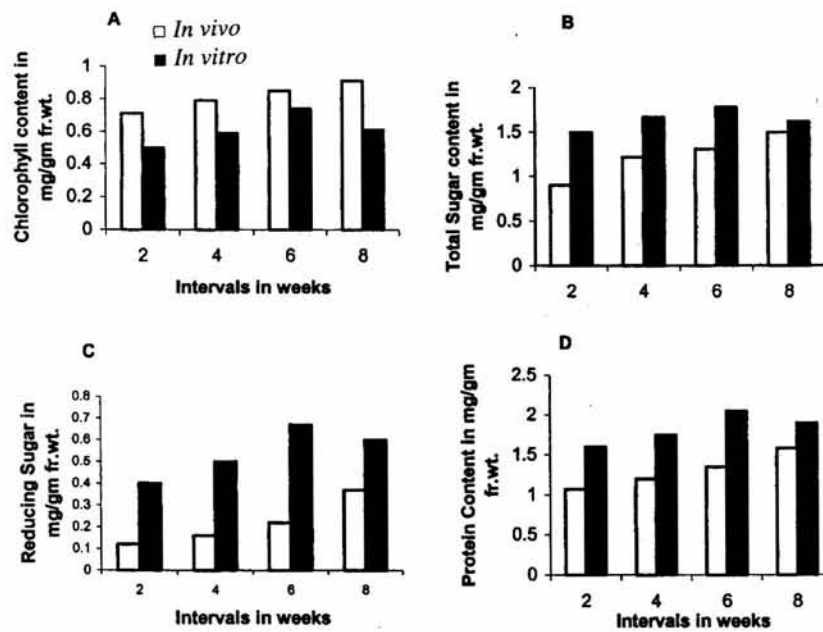 A
In vivo
In vitro
Chlorophyll content in
mg/gm fr.wt.
1
0.8
0.6
0.4
0.2
0
2 4 6 8
Intervals in weeks
B
Total Sugar content in
mg/gm fr.wt.
2
1.5
1
0.5
0
2 4 6 8
C
Reducing Sugar in
mg/gm fr.wt.
0.8
0.7
0.6
0.5
0.4
0.3
0.2
0.1
0
2 4 6 8
Intervals in weeks
D
Protein Content in mg/gm
fr.wt.
2.5
2
1.5
1
0.5
0
2 4 6 8
Intervals in weeks